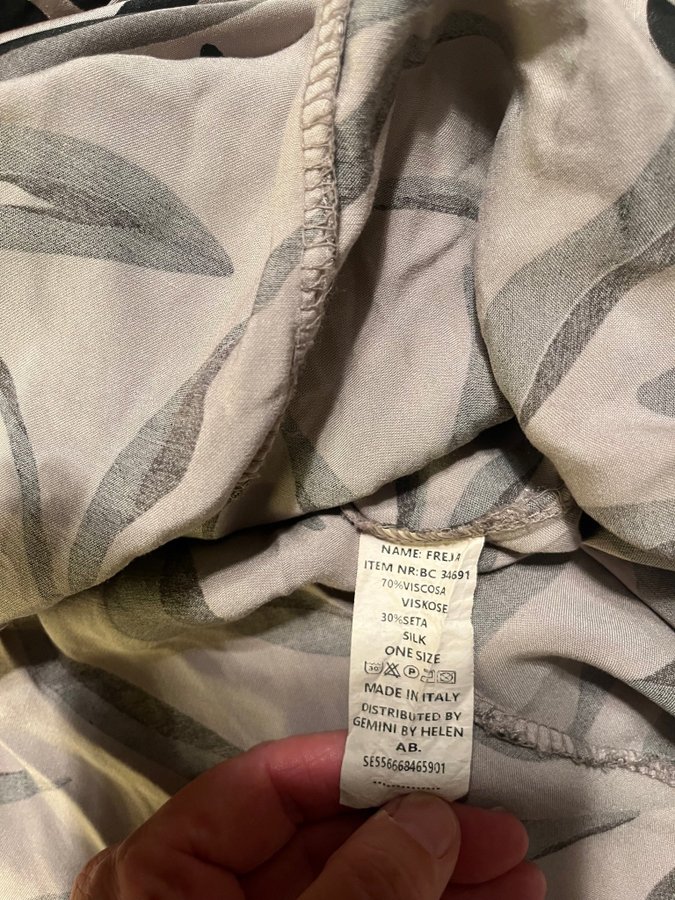 NAME: FREJA
ITEM NR:BC 34691
70%VISCOSA
VISKOSE
30%SETA
SILK
ONE SIZE
30 P
MADE IN ITALY
DISTRIBUTED BY
GEMINI BY HELEN
AB.
SE556668465901